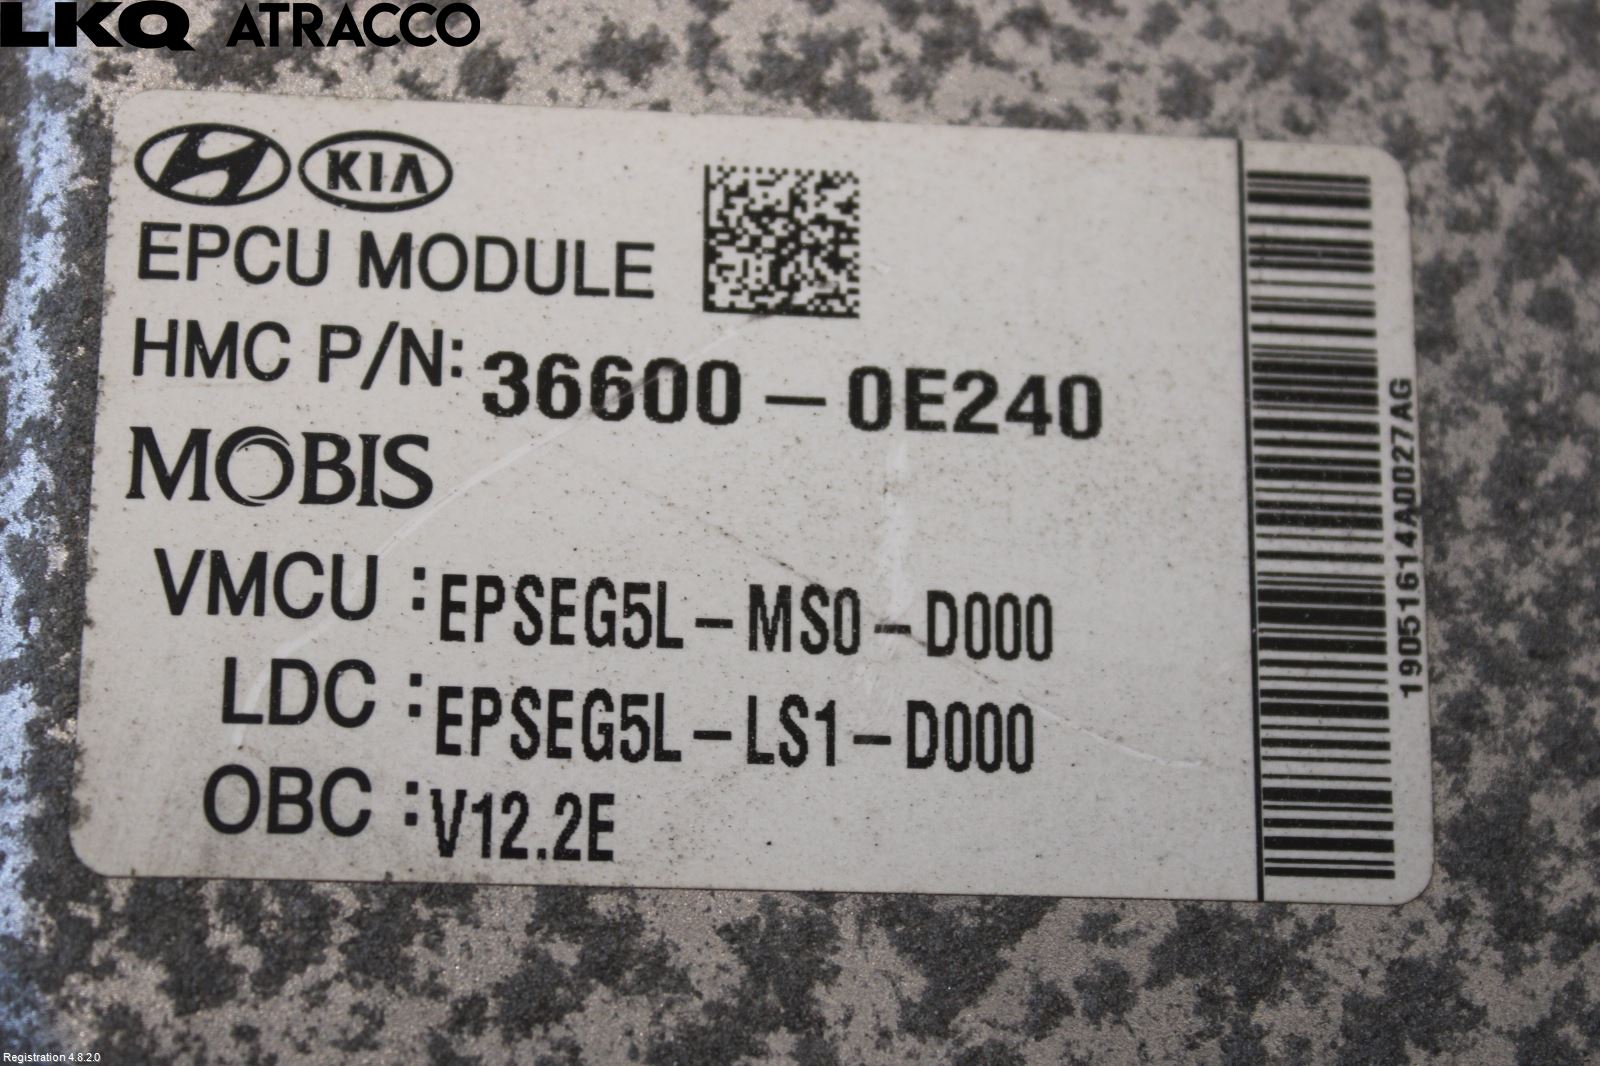 LKQ ATRACCO
KIA
EPCU MODULE
HMC P/N: 36600-0E240
MOBIS
VMCU :EPSEG5L-MS0-D000
LDC :EPSEG5L-LS1-D000
OBC :V12.2E
19051614A0027AG
Registration 4.8.2.0